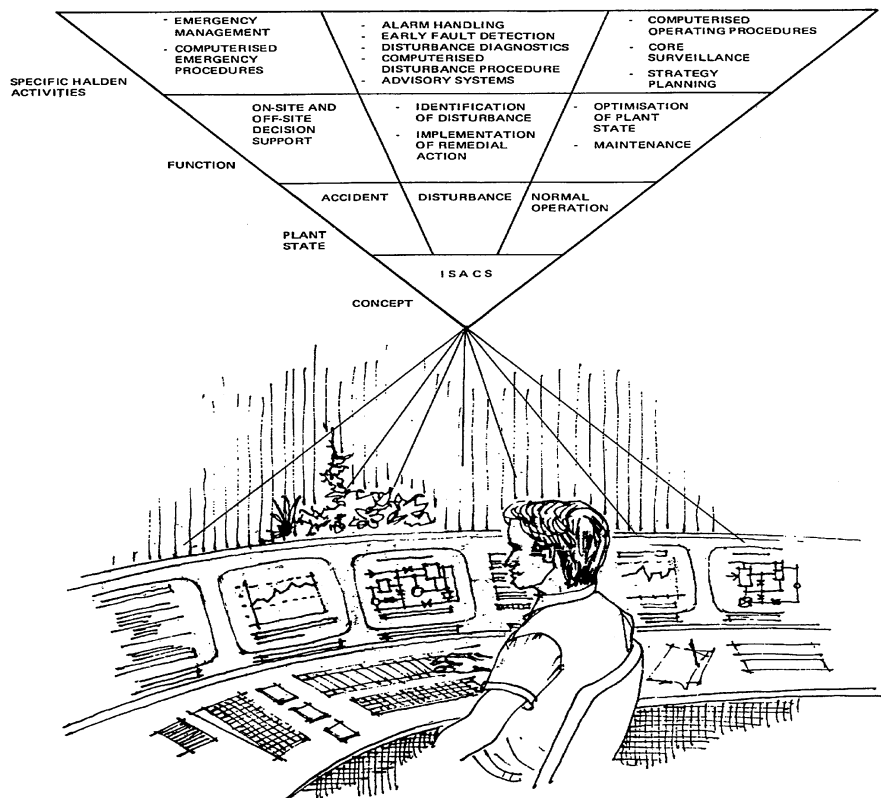 - EMERGENCY
MANAGEMENT
- COMPUTERISED
EMERGENCY
PROCEDURES
- ALARM HANDLING
- EARLY FAULT DETECTION
- DISTURBANCE DIAGNOSTICS
- COMPUTERISED
DISTURBANCE PROCEDURE
- ADVISORY SYSTEMS
- COMPUTERISED
OPERATING PROCEDURES
- CORE
SURVEILLANCE
- STRATEGY
PLANNING
SPECIFIC HALDEN
ACTIVITIES
ON-SITE AND
OFF-SITE
DECISION
SUPPORT
- IDENTIFICATION
OF DISTURBANCE
- IMPLEMENTATION
OF REMEDIAL
ACTION
- OPTIMISATION
OF PLANT
STATE
- MAINTENANCE
FUNCTION
ACCIDENT
DISTURBANCE
NORMAL
OPERATION
PLANT
STATE
ISACS
CONCEPT